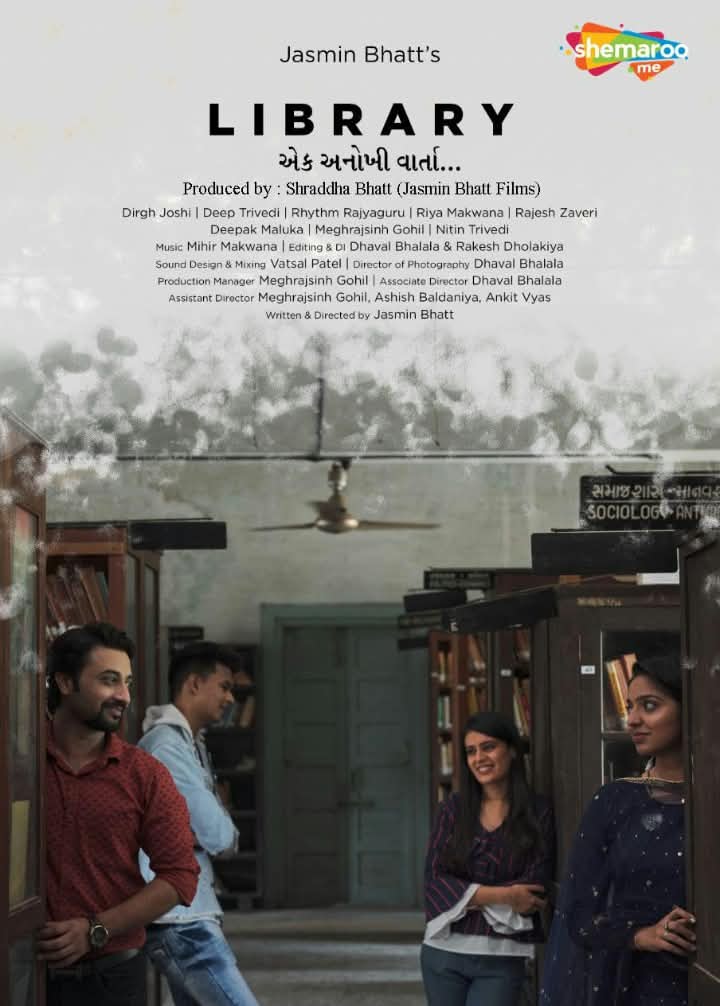 Jasmin Bhatt's
shemaroo
me
LIBRARY
એક અનોખી વાર્તા...
Produced by : Shraddha Bhatt (Jasmin Bhatt Films)
Dirgh Joshi | Deep Trivedi | Rhythm Rajyaguru | Riya Makwana | Rajesh Zaveri
Deepak Maluka | Meghrajsinh Gohil | Nitin Trivedi
Music Mihir Makwana | Editing & DI Dhaval Bhalala & Rakesh Dholakiya
Sound Design & Mixing Vatsal Patel | Director of Photography Dhaval Bhalala
Production Manager Meghrajsinh Gohil | Associate Director Dhaval Bhalala
Assistant Director Meghrajsinh Gohil, Ashish Baldaniya, Ankit Vyas
Written & Directed by Jasmin Bhatt
સમાજશાસ્ત્ર
SOCIOLOGY